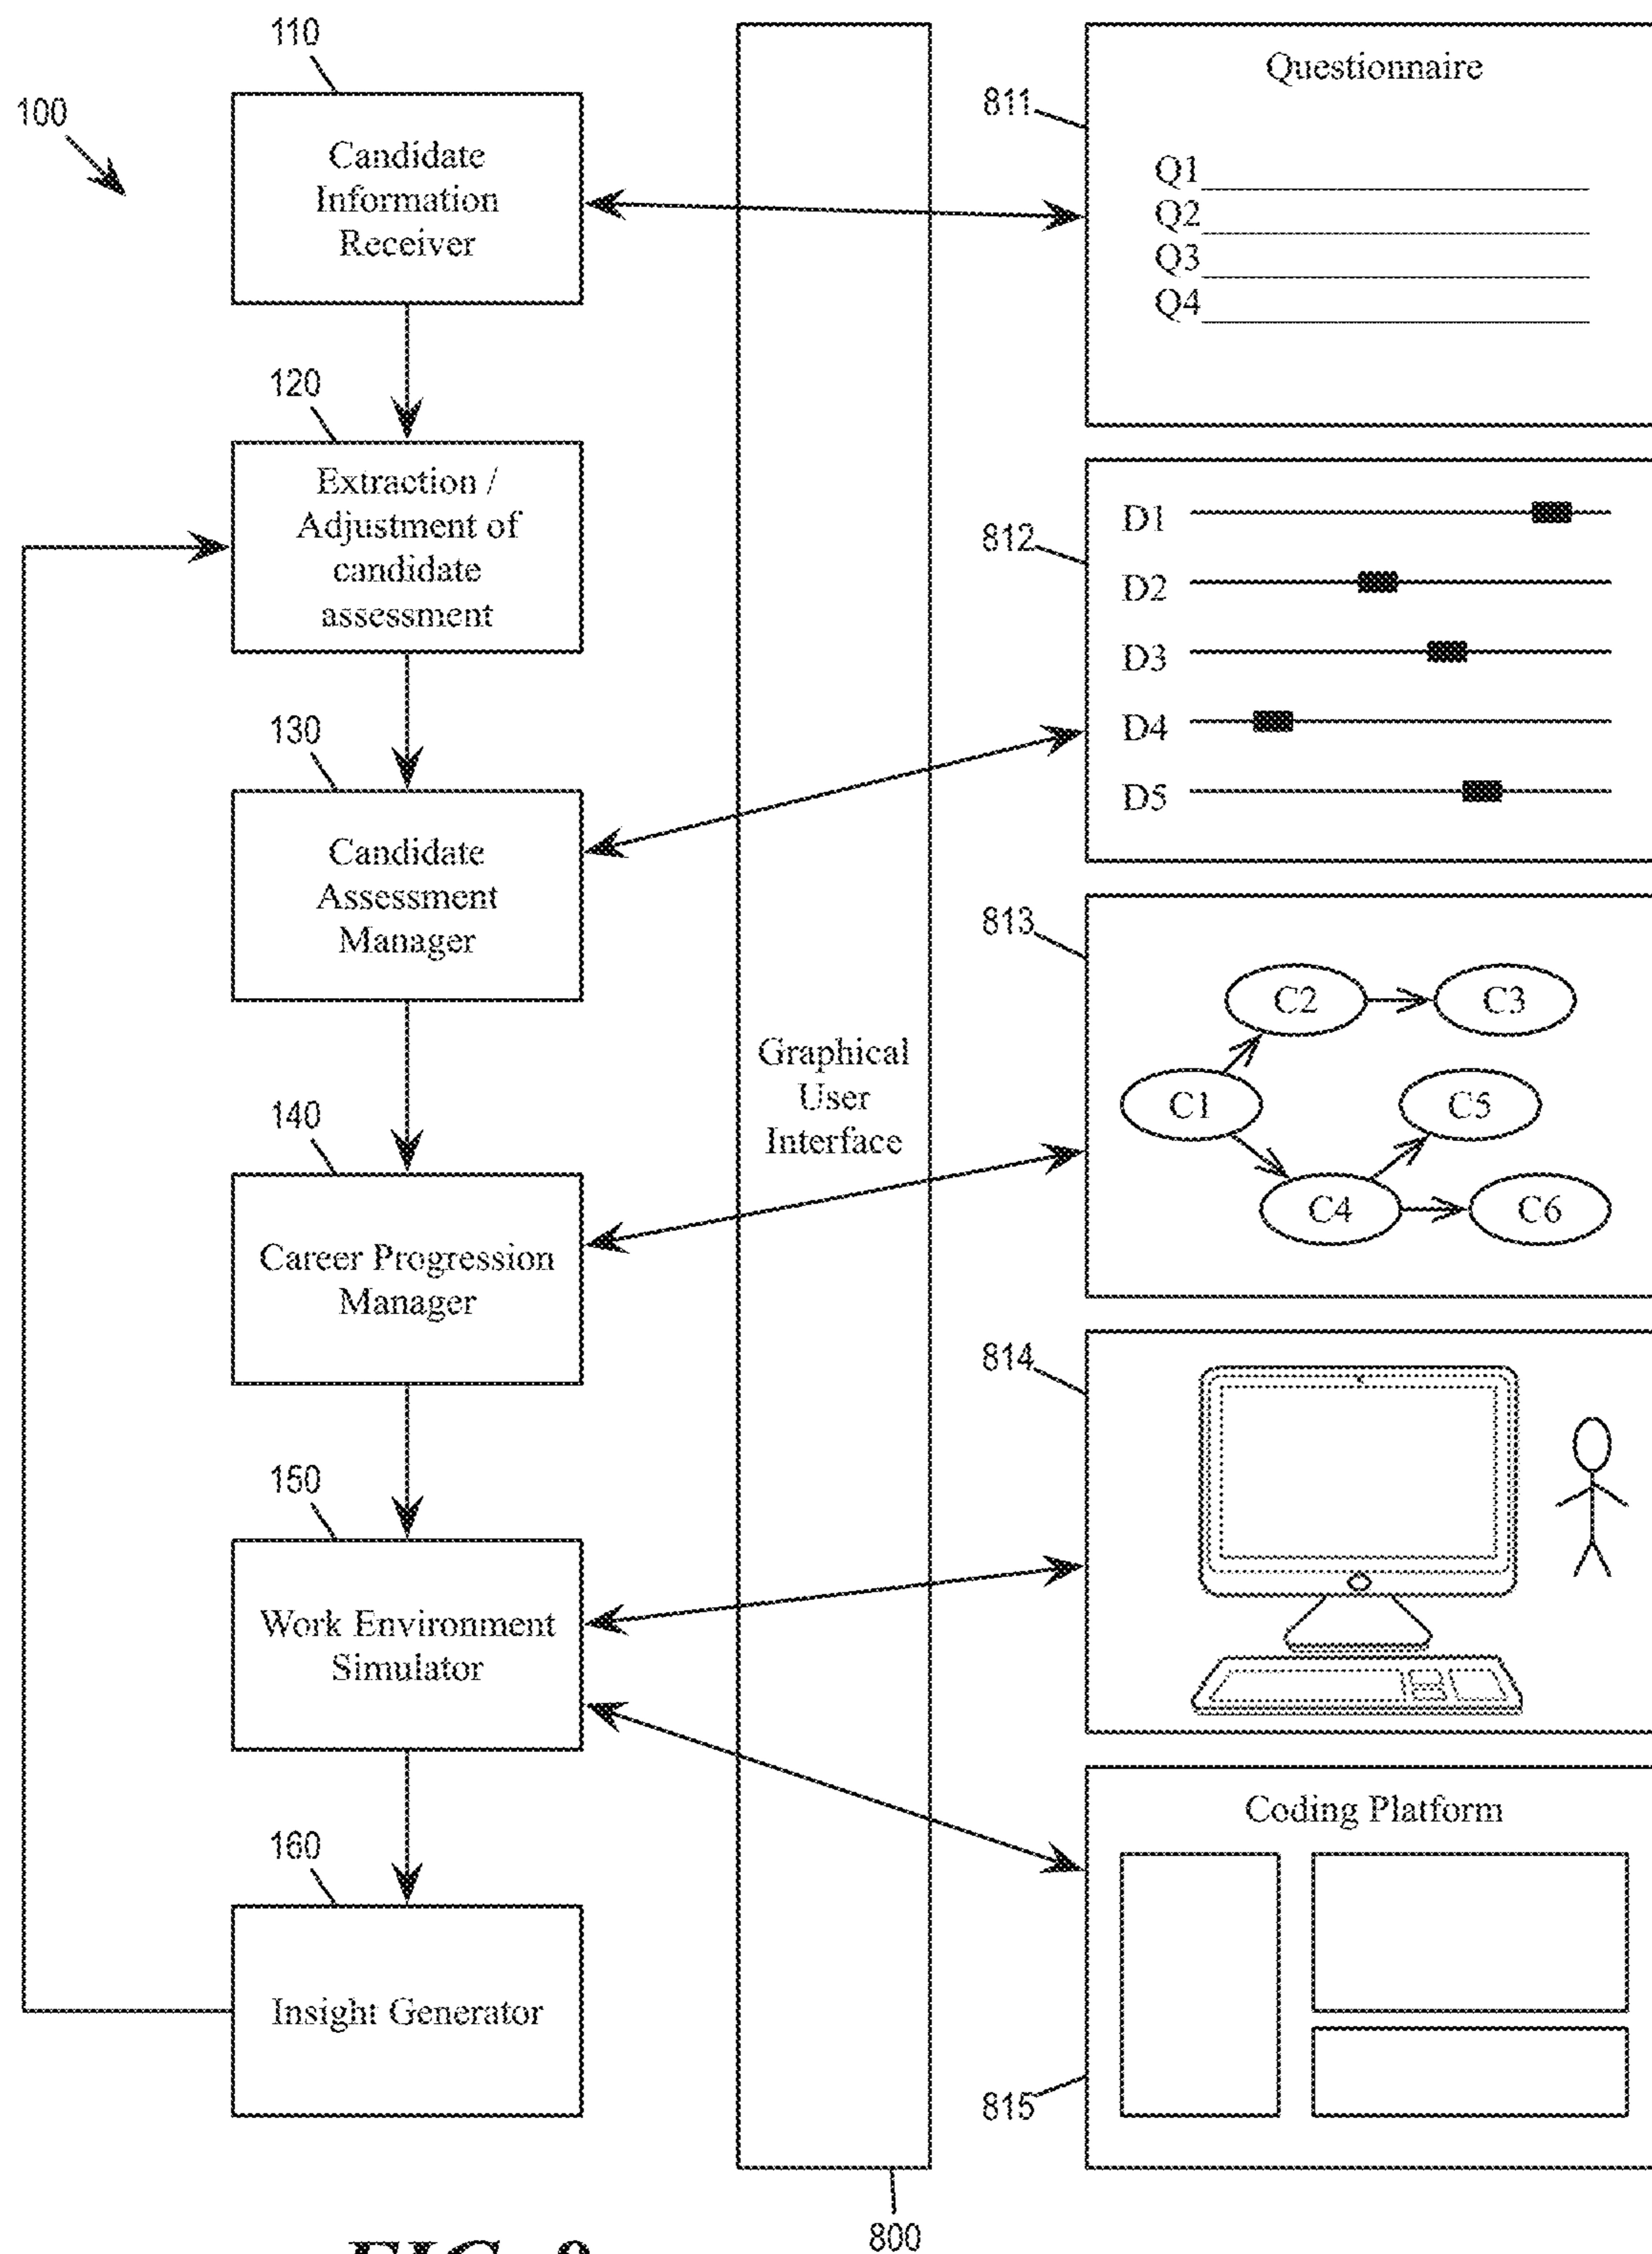 110
100
Candidate
Information
Receiver
120
Extraction /
Adjustment of
candidate
assessment
130
Candidate
Assessment
Manager
140
Career Progression
Manager
150
Work Environment
Simulator
160
Insight Generator
Graphical
User
Interface
800
811
Questionnaire
Q1
Q2
Q3
Q4
812
D1
D2
D3
D4
D5
813
C2
C3
C1
C5
C4
C6
814
Coding Platform
815